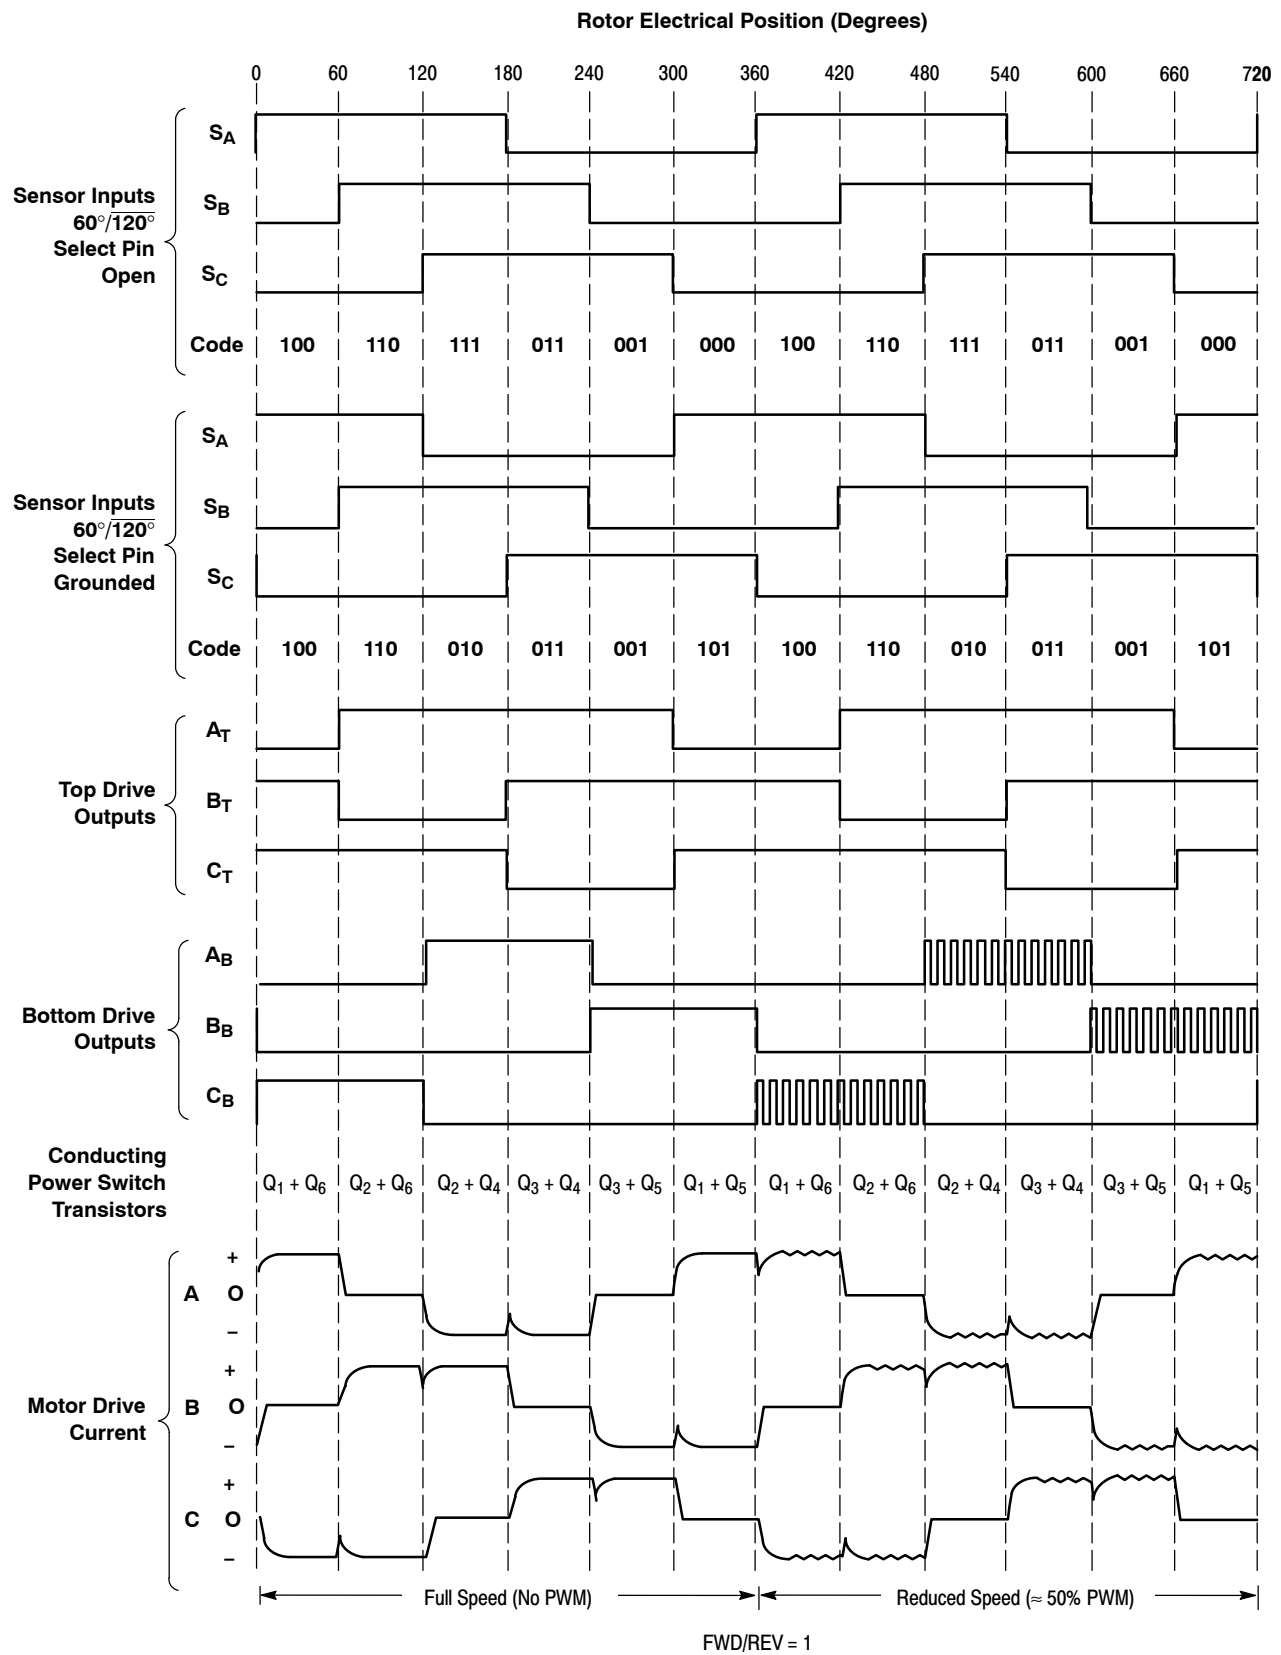 Rotor Electrical Position (Degrees)
0 60 120 180 240 300 360 420 480 540 600 660 720
Sensor Inputs
60°/120°
Select Pin
Open
SA
SB
SC
Code 100 110 111 011 001 000 100 110 111 011 001 000
Sensor Inputs
60°/120°
Select Pin
Grounded
SA
SB
SC
Code 100 110 010 011 001 101 100 110 010 011 001 101
Top Drive
Outputs
AT
BT
CT
Bottom Drive
Outputs
AB
BB
CB
Conducting
Power Switch
Transistors
Q1 + Q6 Q2 + Q6 Q2 + Q4 Q3 + Q4 Q3 + Q5 Q1 + Q5 Q1 + Q6 Q2 + Q6 Q2 + Q4 Q3 + Q4 Q3 + Q5 Q1 + Q5
Motor Drive
Current
+
A O
–
+
B O
–
+
C O
–
Full Speed (No PWM) Reduced Speed (≈ 50% PWM)
FWD/REV = 1